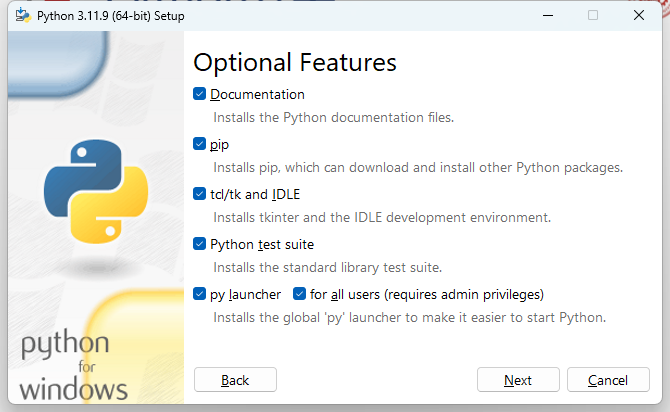 Python 3.11.9 (64-bit) Setup
Optional Features
Documentation
Installs the Python documentation files.
pip
Installs pip, which can download and install other Python packages.
tcl/tk and IDLE
Installs tkinter and the IDLE development environment.
Python test suite
Installs the standard library test suite.
py launcher for all users (requires admin privileges)
Installs the global 'py' launcher to make it easier to start Python.
python
for
windows
Back Next Cancel